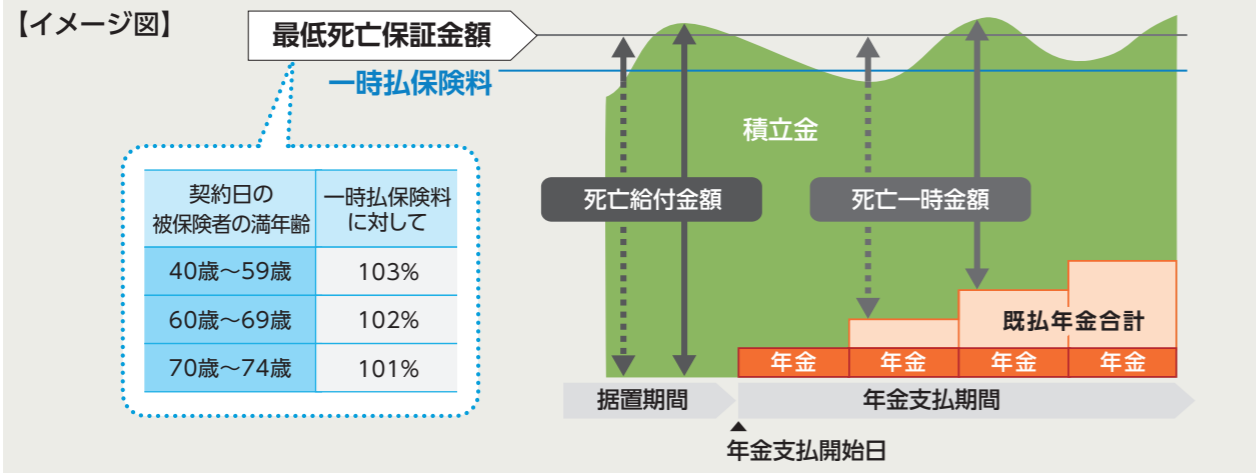 【イメージ図】
最低死亡保証金額
一時払保険料
契約日の
被保険者の満年齢
一時払保険料
に対して
40歳～59歳
103%
60歳～69歳
102%
70歳～74歳
101%
積立金
死亡給付金額
死亡一時金額
既払年金合計
年金
年金
年金
年金
据置期間
年金支払期間
年金支払開始日